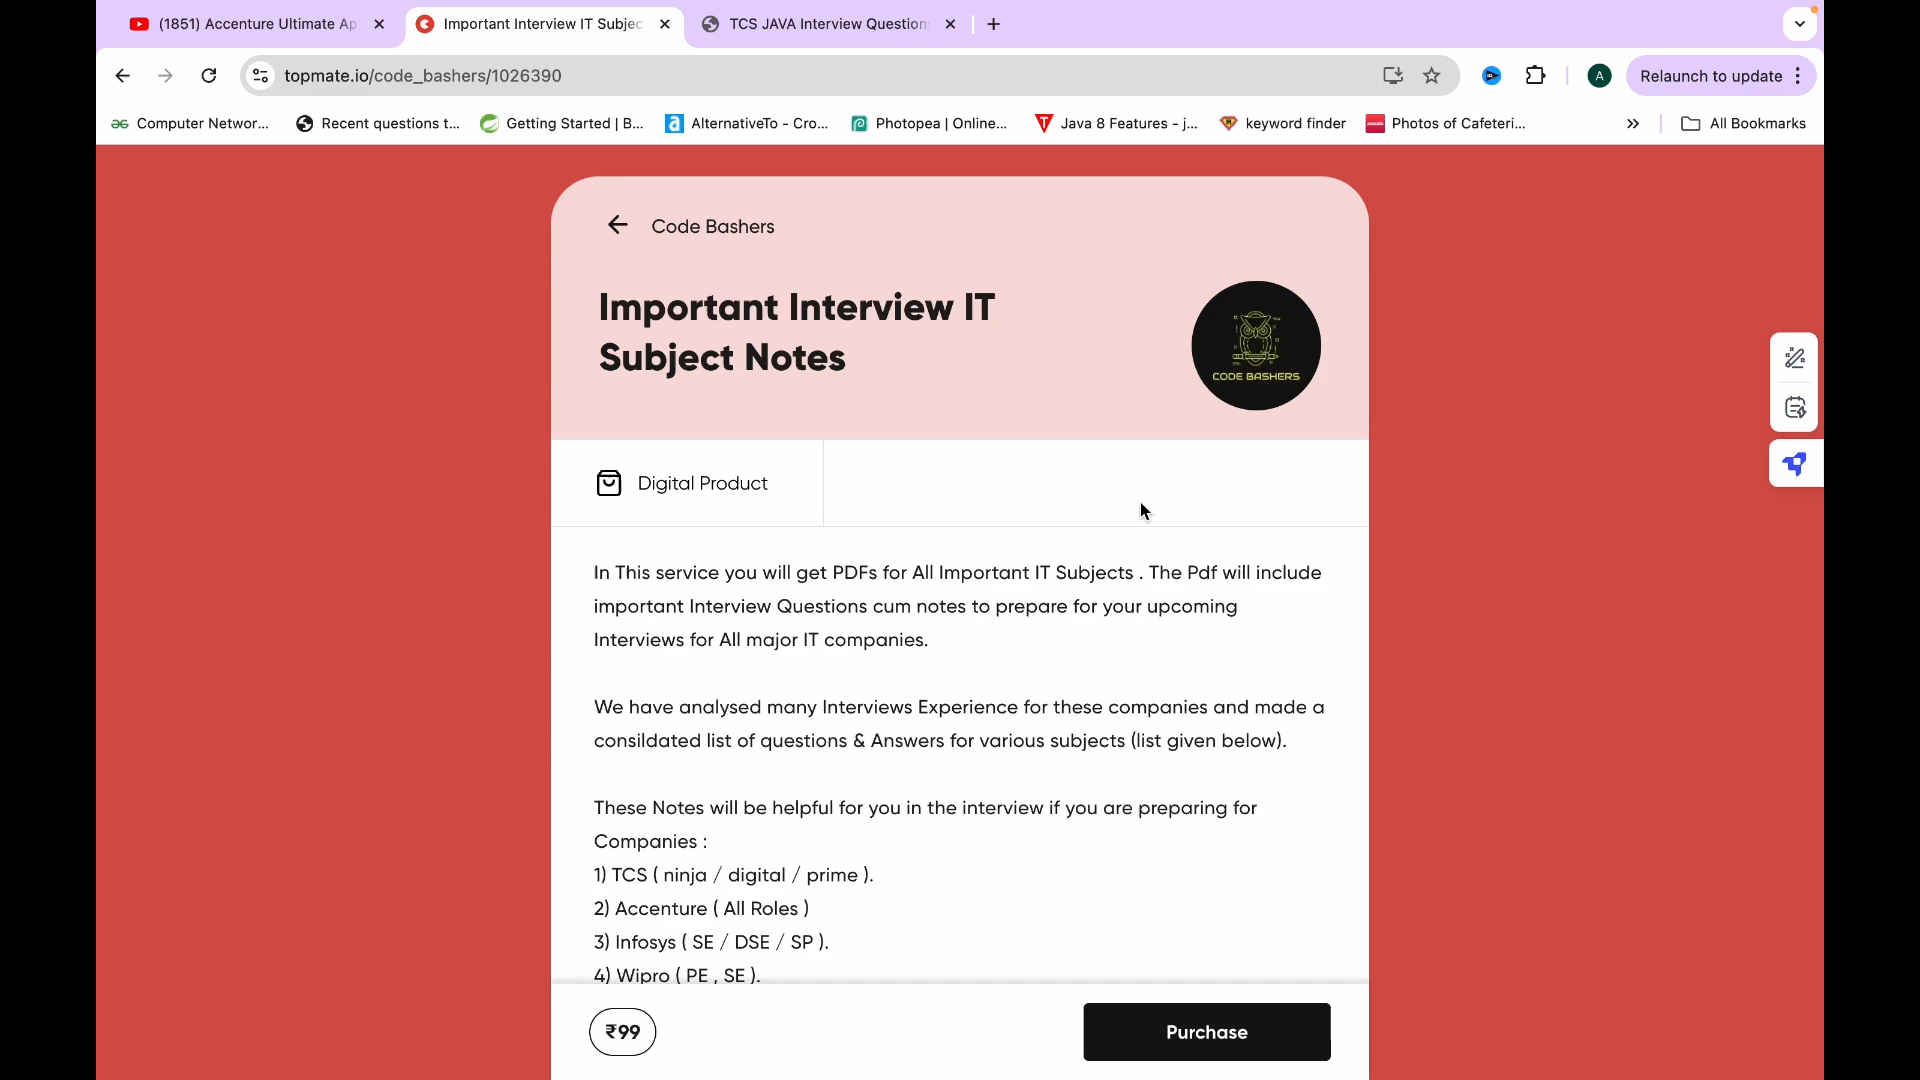 (1851) Accenture Ultimate Ap
Important Interview IT Subjec
TCS JAVA Interview Question
topmate.io/code_bashers/1026390
A
Relaunch to update
Computer Networ...
Recent questions t...
Getting Started | B...
AlternativeTo - Cro...
Photopea | Online...
Java 8 Features - j...
keyword finder
Photos of Cafeteri...
All Bookmarks
Code Bashers
Important Interview IT
Subject Notes
CODE BASHERS
Digital Product
In This service you will get PDFs for All Important IT Subjects . The Pdf will include
important Interview Questions cum notes to prepare for your upcoming
Interviews for All major IT companies.
We have analysed many Interviews Experience for these companies and made a
consildated list of questions & Answers for various subjects (list given below).
These Notes will be helpful for you in the interview if you are preparing for
Companies :
1) TCS ( ninja / digital / prime ).
2) Accenture ( All Roles )
3) Infosys ( SE / DSE / SP ).
4) Wipro ( PE , SE ).
₹99
Purchase